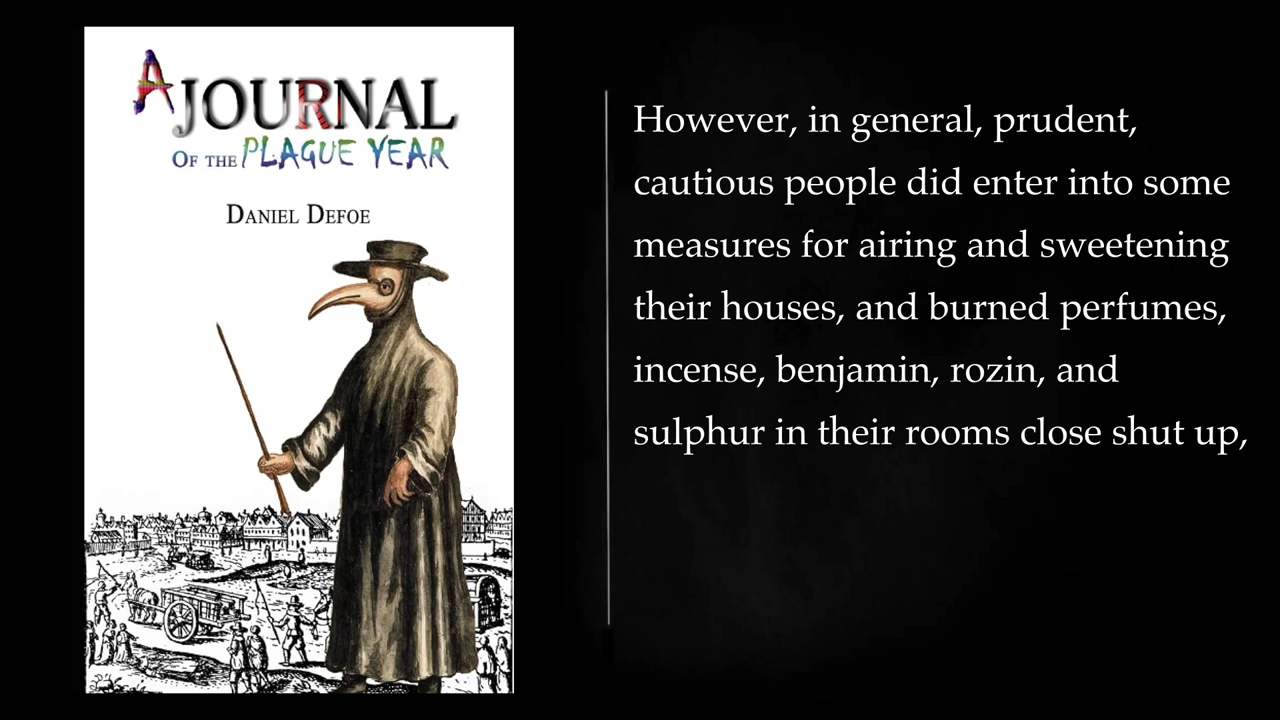 A JOURNAL
OF THE PLAGUE YEAR
DANIEL DEFOE
However, in general, prudent,
cautious people did enter into some
measures for airing and sweetening
their houses, and burned perfumes,
incense, benjamin, rozin, and
sulphur in their rooms close shut up,